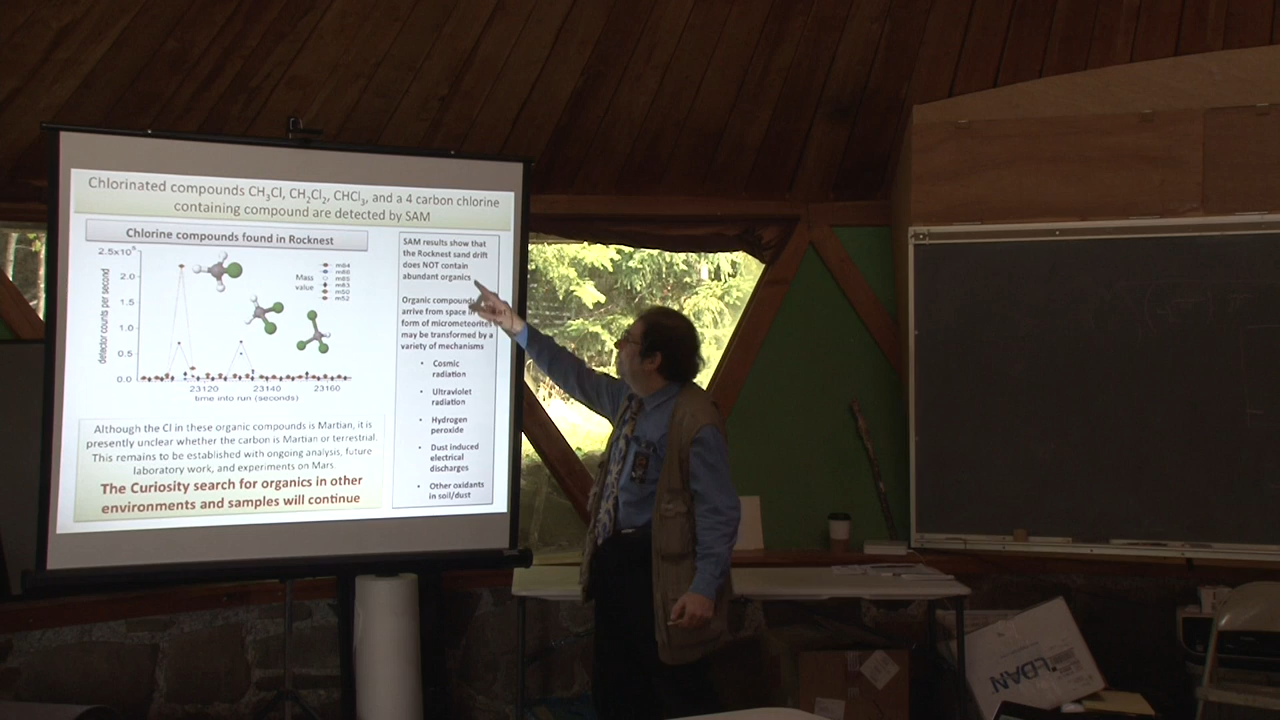 Chlorinated compounds CH₃Cl, CH₂Cl₂, CHCl₃, and a 4 carbon chlorine
containing compound are detected by SAM
Chlorine compounds found in Rocknest
2.5x10⁵
2.0
1.5
1.0
0.5
0.0
detector counts per second
23120
23140
23160
time into run (seconds)
Mass
value
m84
m83
m50
m52
SAM results show that
the Rocknest sand drift
does NOT contain
abundant organics
Organic compounds
arrive from space in
form of micrometeorites
may be transformed by a
variety of mechanisms
• Cosmic
radiation
• Ultraviolet
radiation
• Hydrogen
peroxide
• Dust induced
electrical
discharges
• Other oxidants
in soil/dust
Although the Cl in these organic compounds is Martian, it is
presently unclear whether the carbon is Martian or terrestrial.
This remains to be established with ongoing analysis, future
laboratory work, and experiments on Mars
The Curiosity search for organics in other
environments and samples will continue